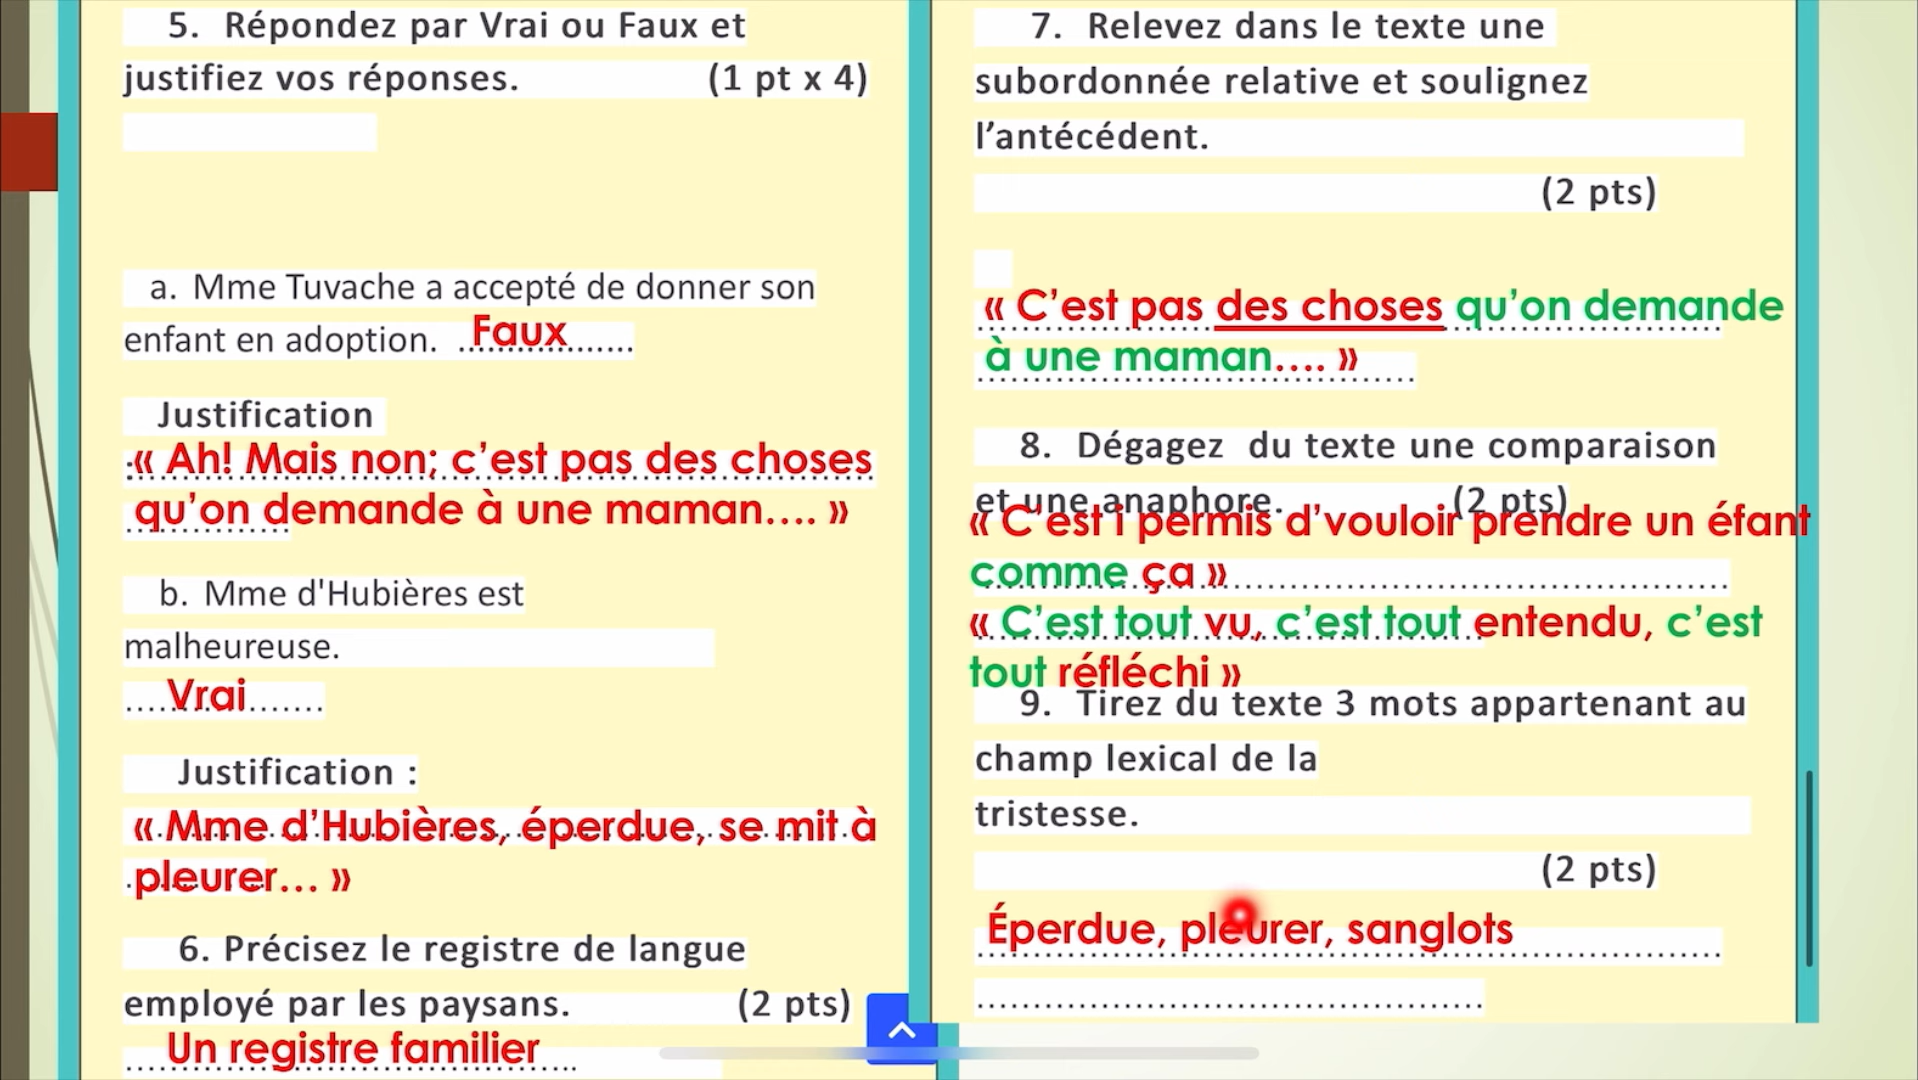 5. Répondez par Vrai ou Faux et
justifiez vos réponses. (1 pt x 4)
a. Mme Tuvache a accepté de donner son
enfant en adoption. .................
Faux
Justification
:
« Ah! Mais non; c’est pas des choses
qu’on demande à une maman.... »
b. Mme d'Hubières est
malheureuse.
Vrai
Justification :
« Mme d’Hubières, éperdue, se mit à
pleurer... »
6. Précisez le registre de langue
employé par les paysans. (2 pts)
Un registre familier
7. Relevez dans le texte une
subordonnée relative et soulignez
l’antécédent.
(2 pts)
« C’est pas des choses qu’on demande
à une maman.... »
8. Dégagez du texte une comparaison
et une anaphore. (2 pts)
« C’est i permis d’vouloir prendre un éfant
comme ça »
« C’est tout vu, c’est tout entendu, c’est
tout réfléchi »
9. Tirez du texte 3 mots appartenant au
champ lexical de la
tristesse.
(2 pts)
Éperdue, pleurer, sanglots